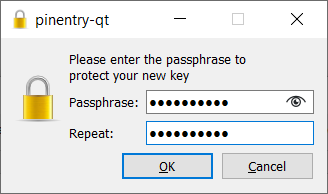 pinentry-qt
Please enter the passphrase to
protect your new key
Passphrase: ●●●●●●●●●●
Repeat: ●●●●●●●●●●
OK Cancel